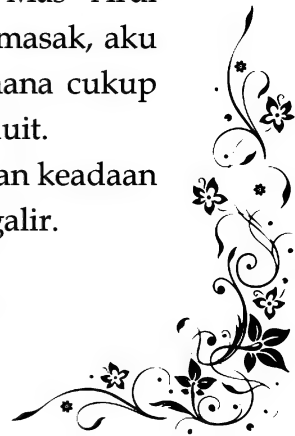 masak, aku
ana cukup
uit.
an keadaan
galir.